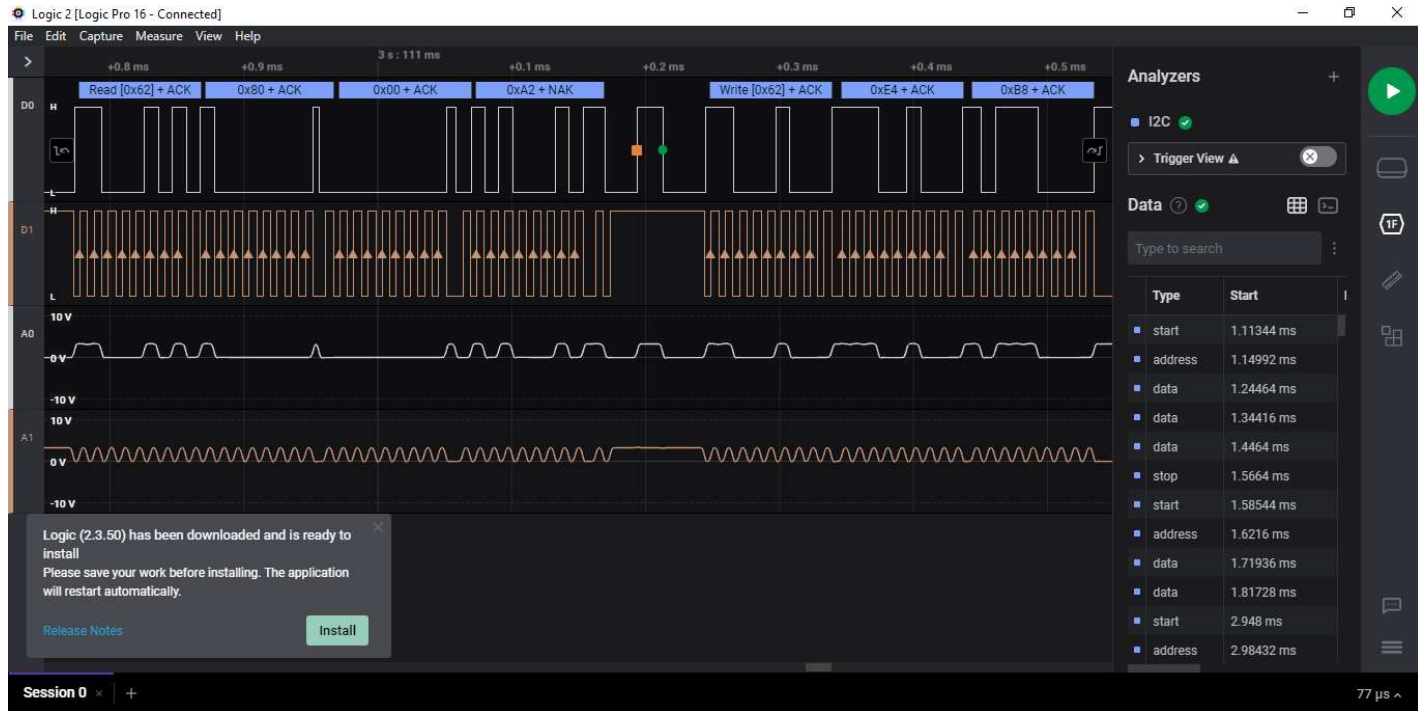 Logic 2 [Logic Pro 16 - Connected]
File Edit Capture Measure View Help
3 s : 111 ms
+0.8 ms +0.9 ms +0.1 ms +0.2 ms +0.3 ms +0.4 ms +0.5 ms
Read [0x62] + ACK 0x80 + ACK 0x00 + ACK 0xA2 + NAK Write [0x62] + ACK 0xE4 + ACK 0xB8 + ACK
D0 H
L
H
D1
L
10 V
A0
0 V
-10 V
10 V
A1
0 V
-10 V
Logic (2.3.50) has been downloaded and is ready to
install
Please save your work before installing. The application
will restart automatically.
Release Notes Install
Analyzers +
I2C
Trigger View
1F
Data ?
Type to search
Type Start
start 1.11344 ms
address 1.14992 ms
data 1.24464 ms
data 1.34416 ms
data 1.4464 ms
stop 1.5664 ms
start 1.58544 ms
address 1.6216 ms
data 1.71936 ms
data 1.81728 ms
start 2.948 ms
address 2.98432 ms
Session 0 × +
77 µs